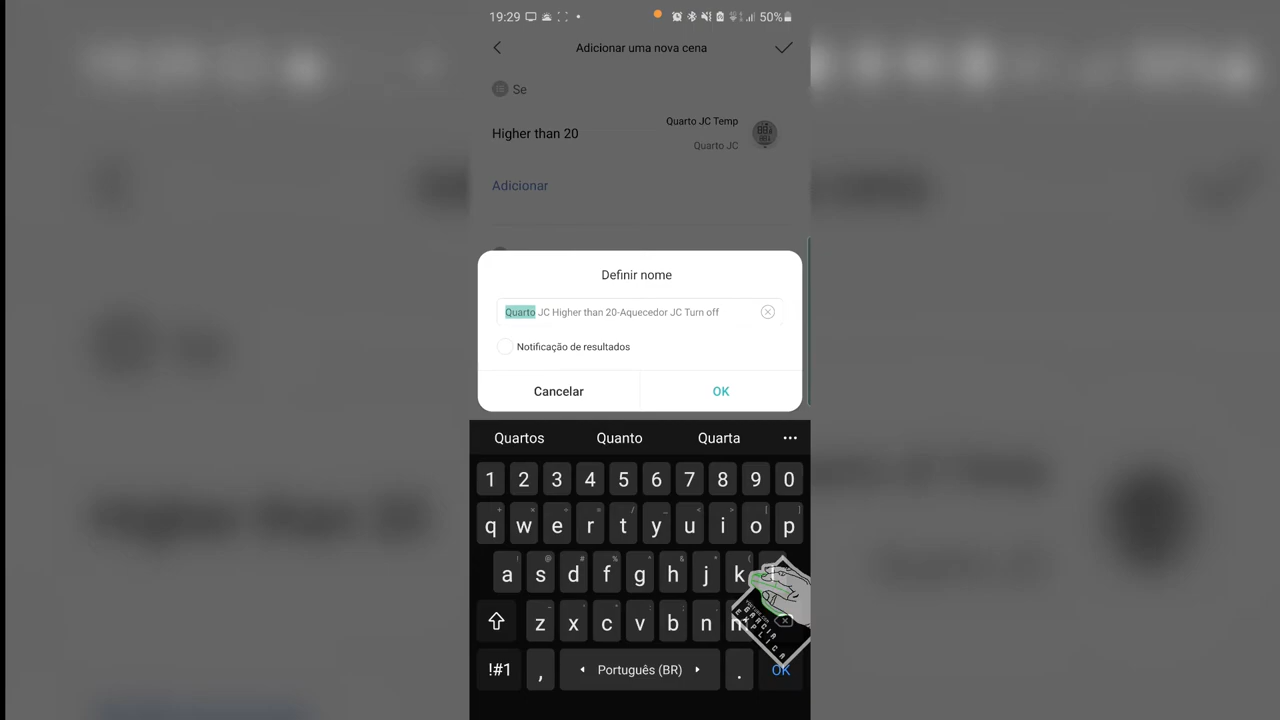 19:29 50%
Adicionar uma nova cena
Se
Higher than 20
Quarto JC Temp
Quarto JC
Adicionar
Definir nome
Quarto JC Higher than 20-Aquecedor JC Turn off
Notificação de resultados
Cancelar OK
Quartos Quanto Quarta
1 2 3 4 5 6 7 8 9 0
q w e r t y u i o p
a s d f g h j k l
z x c v b n m
!#1 , Português (BR) . OK
GARCIA
EXPLICA